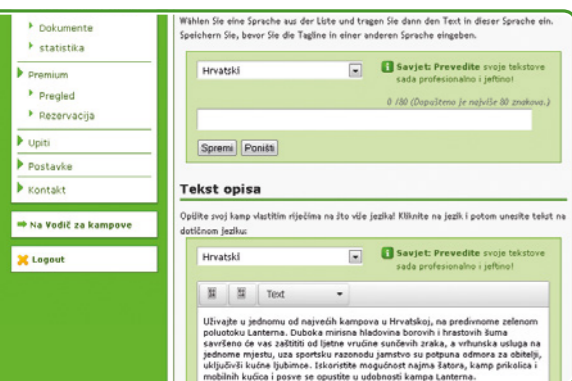 Dokumente
statistika
Premium
Pregled
Rezervacija
Upiti
Postavke
Kontakt
Na Vodič za kampove
Logout
Wählen Sie eine Sprache aus der Liste und tragen Sie dann den Text in dieser Sprache ein.
Speichern Sie, bevor Sie die Tagline in einer anderen Sprache eingeben.
Hrvatski
Savjet: Prevedite svoje tekstove
sada profesionalno i jeftino!
0 /80 (Dopušteno je najviše 80 znakova.)
Spremi Poništi
Tekst opisa
Opišite svoj kamp vlastitim riječima na što više jezika! Kliknite na jezik i potom unesite tekst na
dotičnom jeziku:
Hrvatski
Savjet: Prevedite svoje tekstove
sada profesionalno i jeftino!
Text
Uživajte u jednomu od najvećih kampova u Hrvatskoj, na predivnome zelenom
poluotoku Lanterna. Duboka mirisna hladovina borovih i hrastovih šuma
savršeno će vas zaštititi od ljetne vrućine sunčevih zraka, a vrhunska usluga na
jednome mjestu, uza sportsku razonodu jamstvo su potpuna odmora za obitelji,
uključivši kućne ljubimce. Iskoristite mogućnost najma šatora, kamp prikolica i
mobilnih kućica i posve se opustite u udobnosti kampa Lanterna.